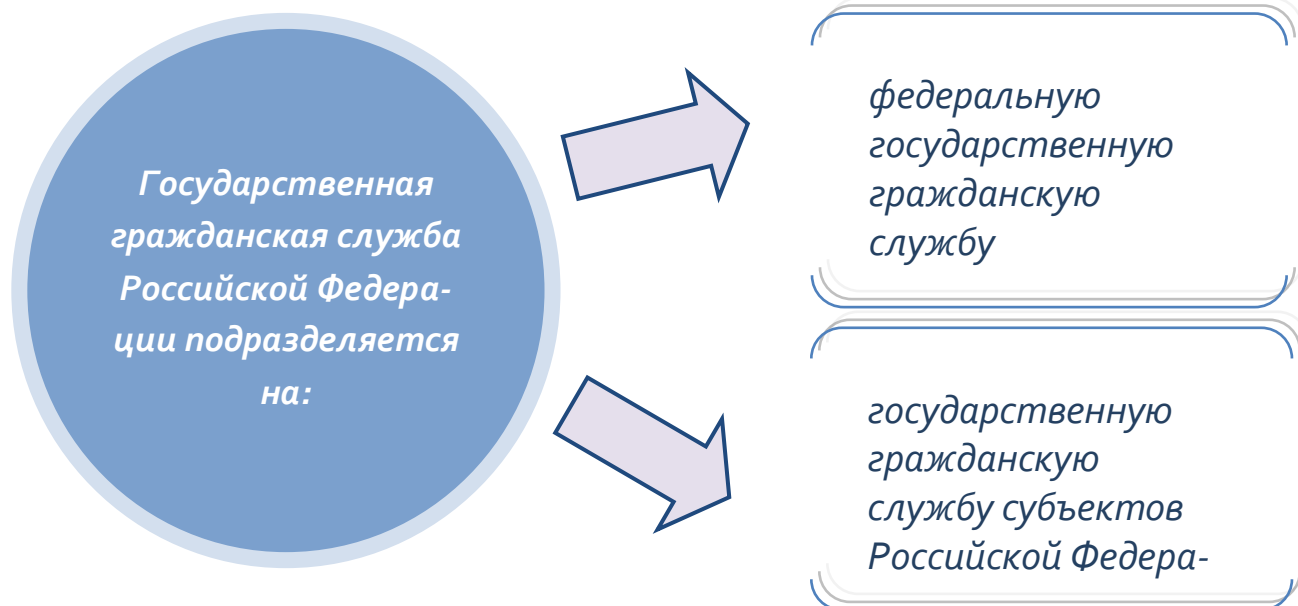 Государственная
гражданская служба
Российской Федера-
ции подразделяется
на:
федеральную
государственную
гражданскую
службу
государственную
гражданскую
службу субъектов
Российской Федера-